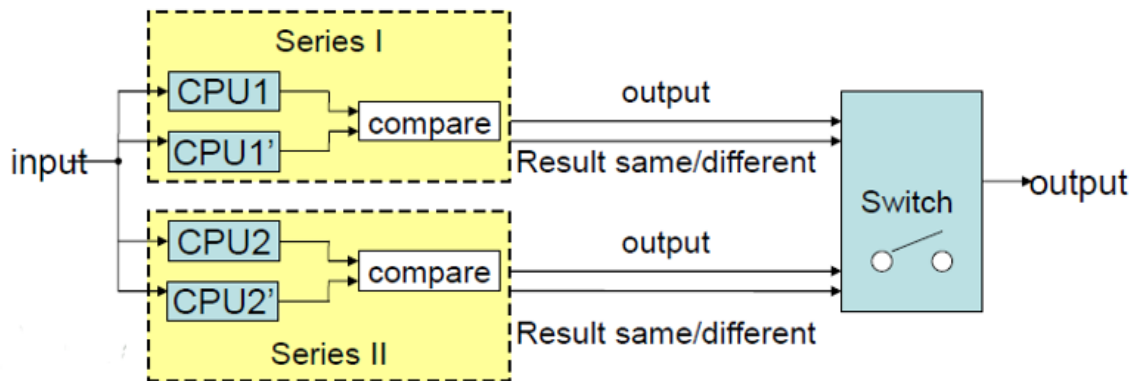 Series I
CPU1
CPU1’
compare
output
Result same/different
input
Switch
output
CPU2
CPU2’
compare
output
Result same/different
Series II